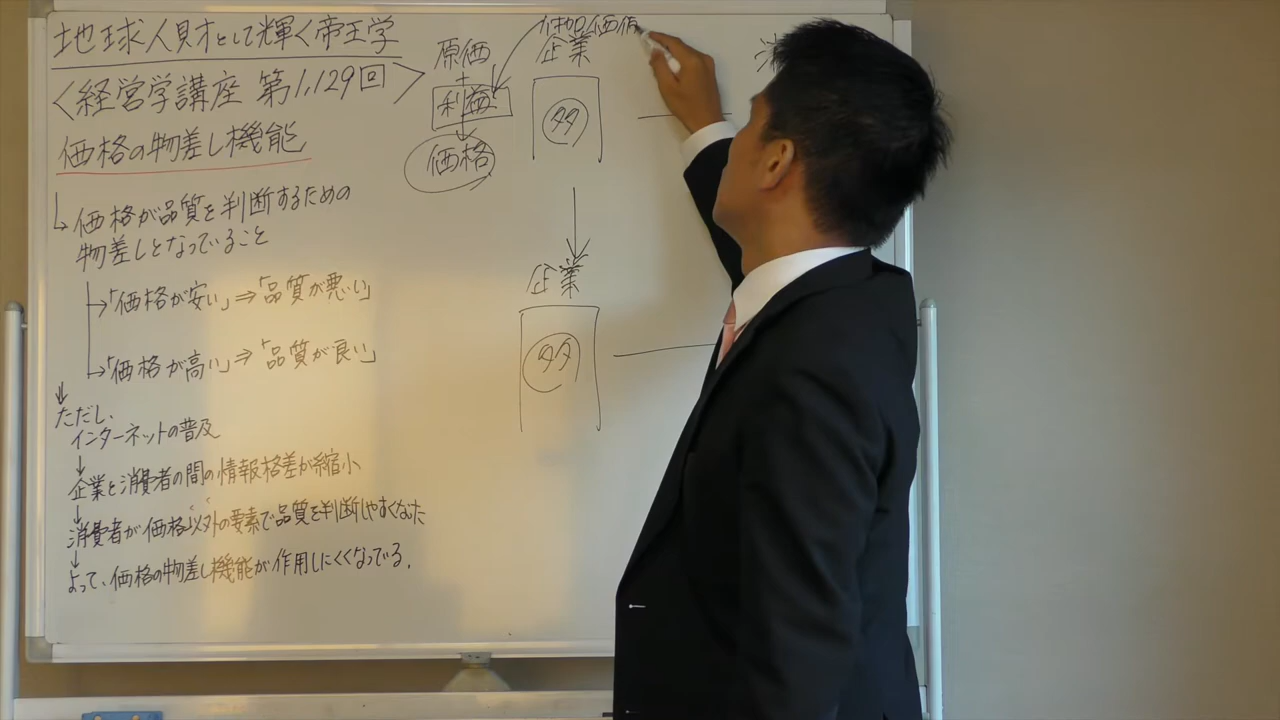 地球人財として輝く帝王学
〈経営学講座 第1,129回〉
価格の物差し機能
↳ 価格が品質を判断するための
物差しとなっていること
→「価格が安い」⇒「品質が悪い」
→「価格が高い」⇒「品質が良い」
⇓
ただし、
インターネットの普及
↓
企業と消費者の間の情報格差が縮小
↓
消費者が価格以外の要素で品質を判断しやすくなった
↓
よって、価格の物差し機能が作用しにくくなってる.
原価
+
利益
↓
価格
付加価値
企業
多
↓
企業
多